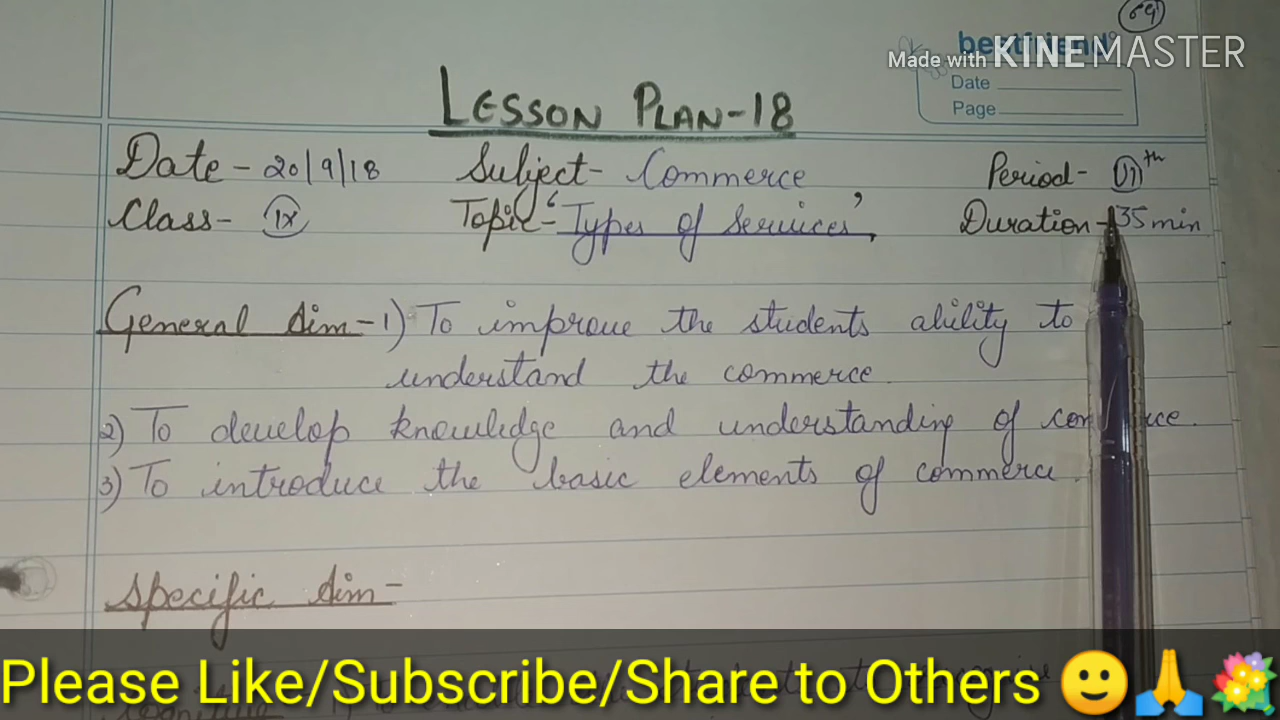 69
bestfriend
Made with KINEMASTER
Date
Page
LESSON PLAN-18
Date - 20/9/18 Subject- Commerce Period- th
Class- IX Topic- 'Types of Services', Duration - 35 min
General Aim - 1) To improve the students ability to
understand the commerce.
2) To develop knowledge and understanding of commerce.
3) To introduce the basic elements of commerce
Specific Aim-
Please Like/Subscribe/Share to Others 🙂🙏💐